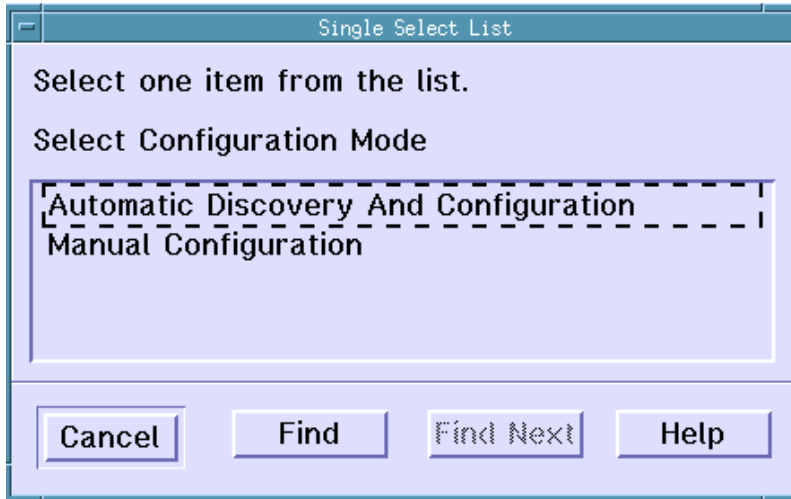 Single Select List
Select one item from the list.
Select Configuration Mode
Automatic Discovery And Configuration
Manual Configuration
Cancel Find Find Next Help